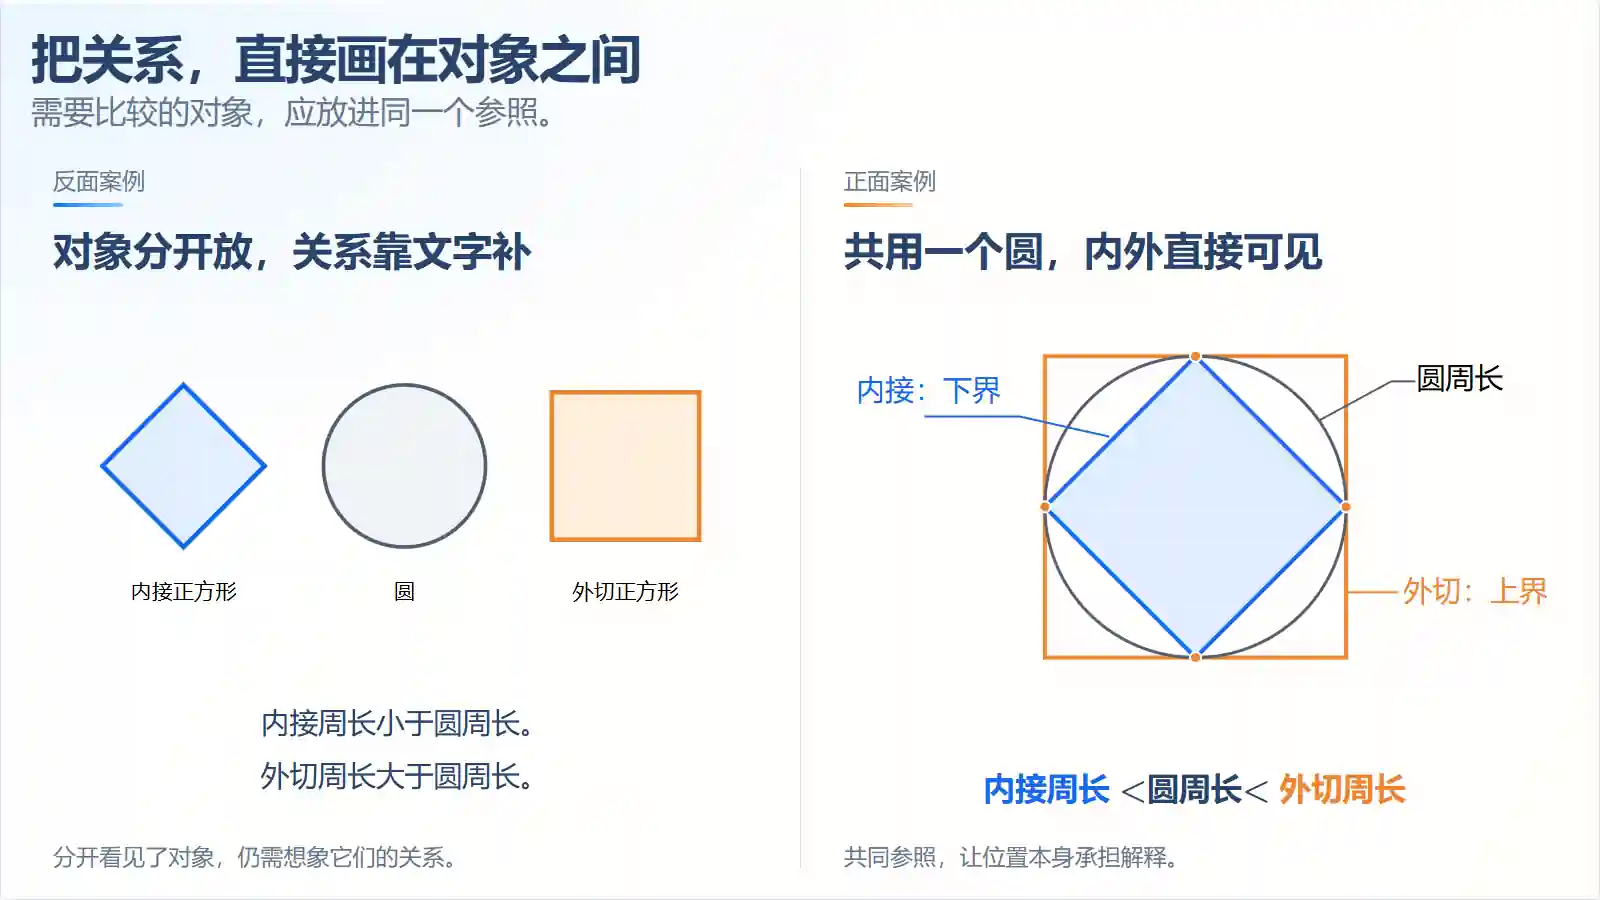 把关系，直接画在对象之间
需要比较的对象，应放进同一个参照。
反面案例
对象分开放，关系靠文字补
内接正方形
圆
外切正方形
内接周长小于圆周长。
外切周长大于圆周长。
分开看见了对象，仍需想象它们的关系。
正面案例
共用一个圆，内外直接可见
内接：下界
圆周长
外切：上界
内接周长 <圆周长< 外切周长
共同参照，让位置本身承担解释。